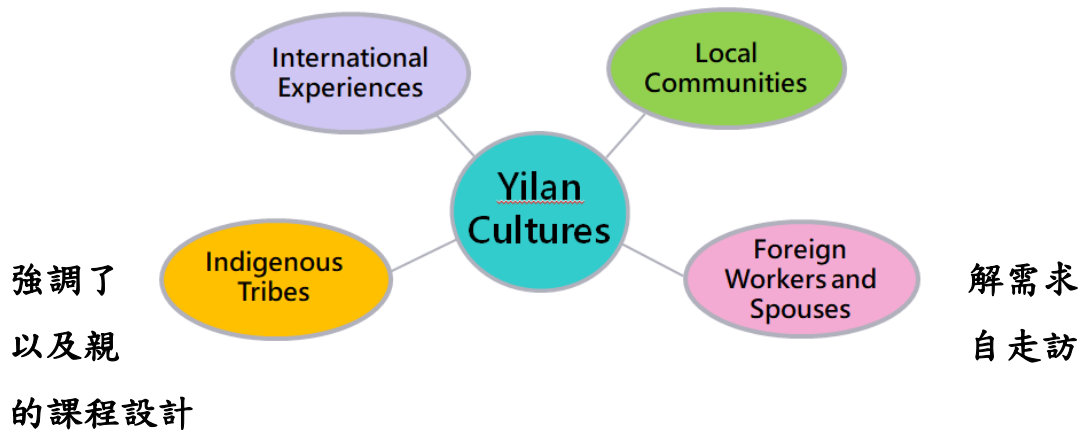 International
Experiences
Local
Communities
Yilan
Cultures
Indigenous
Tribes
Foreign
Workers and
Spouses
強調了 解需求
以及親 自走訪
的課程設計